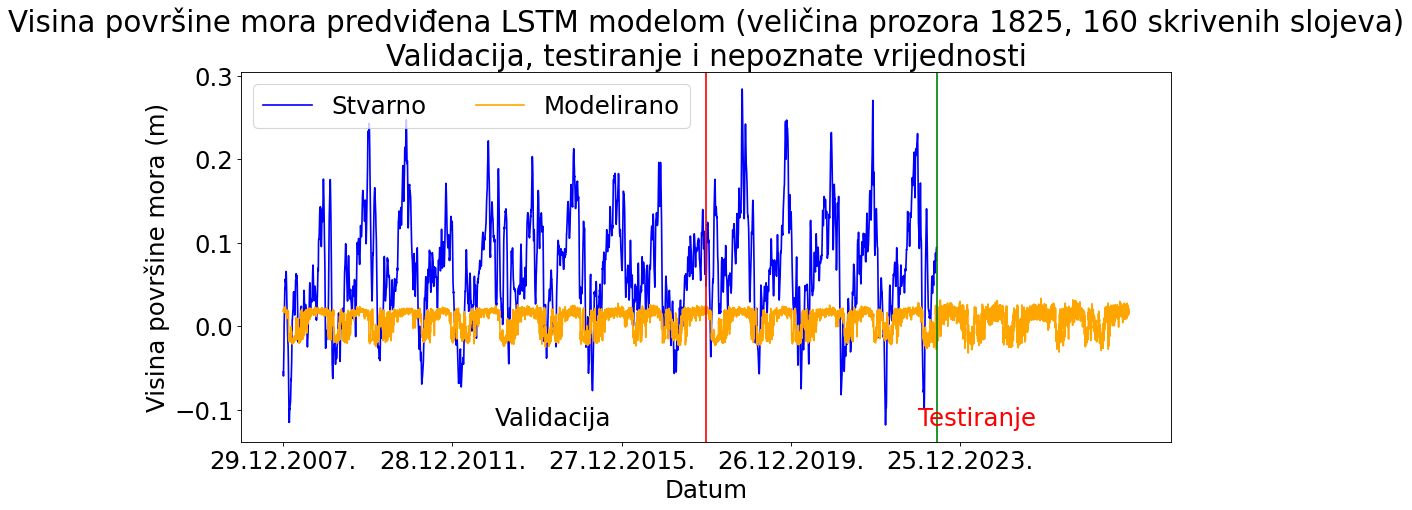 Visina površine mora predviđena LSTM modelom (veličina prozora 1825, 160 skrivenih slojeva)
Validacija, testiranje i nepoznate vrijednosti
Stvarno Modelirano
Visina površine mora (m)
0.3
0.2
0.1
0.0
−0.1
Validacija Testiranje
29.12.2007. 28.12.2011. 27.12.2015. 26.12.2019. 25.12.2023.
Datum